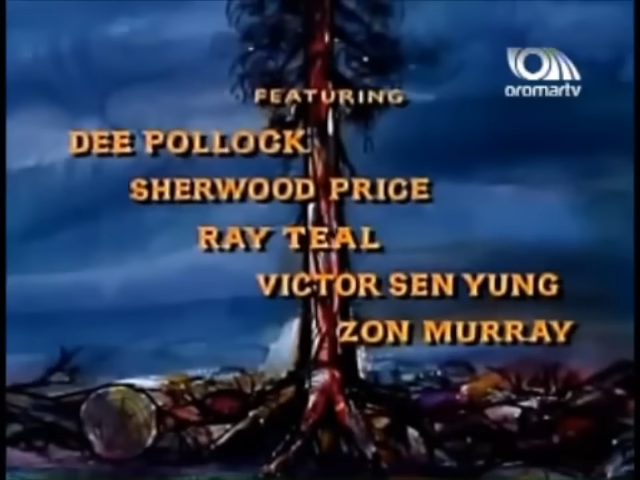 oromartv
FEATURING
DEE POLLOCK
SHERWOOD PRICE
RAY TEAL
VICTOR SEN YUNG
ZON MURRAY